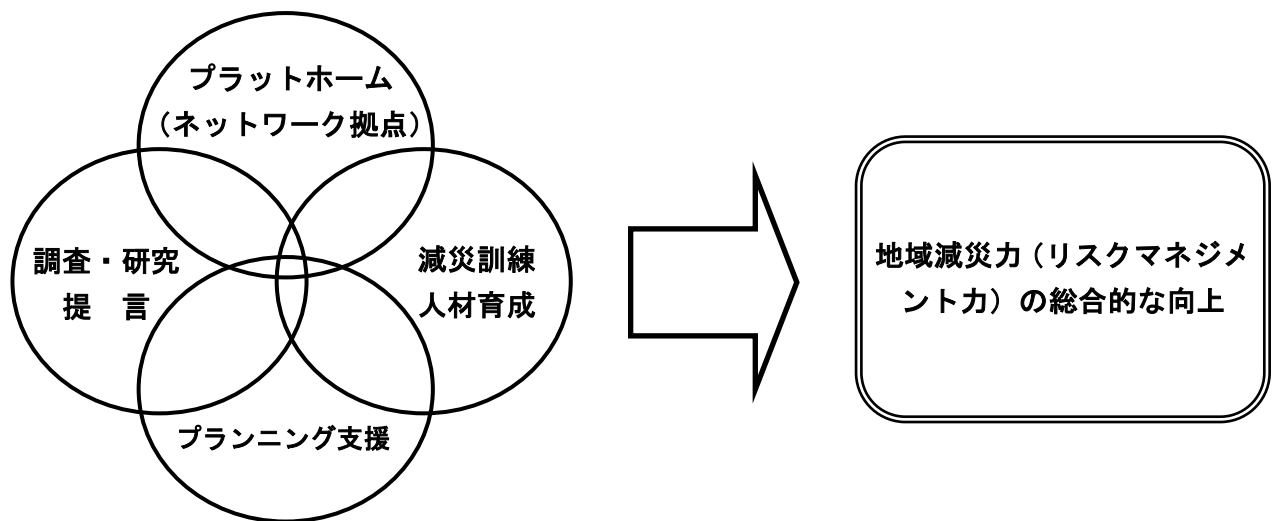 プラットホーム
（ネットワーク拠点）
調査・研究
提　言
減災訓練
人材育成
プランニング支援
地域減災力（リスクマネジメ
ント力）の総合的な向上